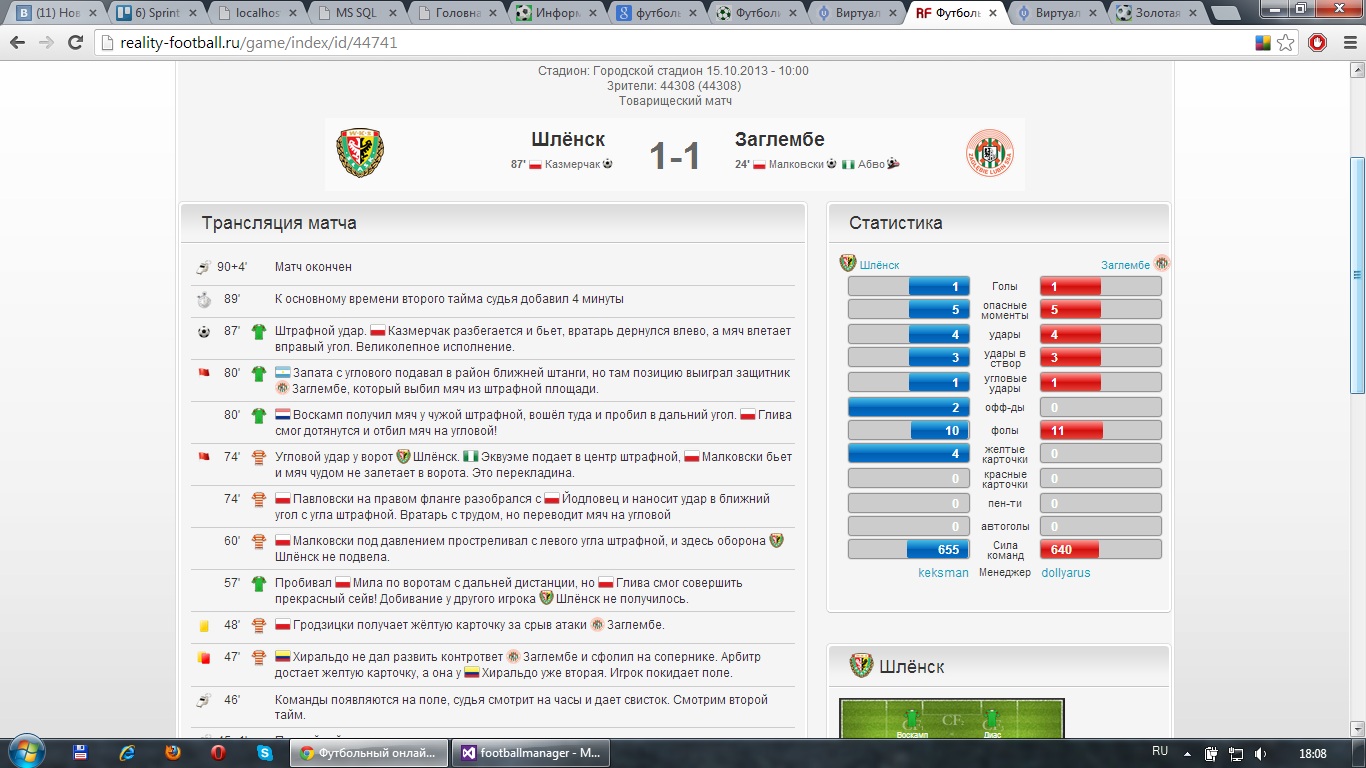 (11) Нов
6) Sprint
localhos
MS SQL
Головна
Информ
футболь
Футболи
Виртуал
RF Футболь
Виртуал
Золотая
reality-football.ru/game/index/id/44741
Стадион: Городской стадион 15.10.2013 - 10:00
Зрители: 44308 (44308)
Товарищеский матч
Шлёнск 1-1 Заглембе
87' Казмерчак 24' Малковски Абво
Трансляция матча
90+4' Матч окончен
89' К основному времени второго тайма судья добавил 4 минуты
87' Штрафной удар. Казмерчак разбегается и бьет, вратарь дернулся влево, а мяч влетает
вправый угол. Великолепное исполнение.
80' Запата с углового подавал в район ближней штанги, но там позицию выиграл защитник
Заглембе, который выбил мяч из штрафной площади.
80' Воскамп получил мяч у чужой штрафной, вошёл туда и пробил в дальний угол. Глива
смог дотянутся и отбил мяч на угловой!
74' Угловой удар у ворот Шлёнск. Эквуэме подает в центр штрафной, Малковски бьет
и мяч чудом не залетает в ворота. Это перекладина.
74' Павловски на правом фланге разобрался с Йодловец и наносит удар в ближний
угол с угла штрафной. Вратарь с трудом, но переводит мяч на угловой
60' Малковски под давлением простреливал с левого угла штрафной, и здесь оборона
Шлёнск не подвела.
57' Пробивал Мила по воротам с дальней дистанции, но Глива смог совершить
прекрасный сейв! Добивание у другого игрока Шлёнск не получилось.
48' Гродзицки получает жёлтую карточку за срыв атаки Заглембе.
47' Хиральдо не дал развить контрответ Заглембе и сфолил на сопернике. Арбитр
достает желтую карточку, а она у Хиральдо уже вторая. Игрок покидает поле.
46' Команды появляются на поле, судья смотрит на часы и дает свисток. Смотрим второй
тайм.
Статистика
Шлёнск Заглембе
1 Голы 1
5 опасные моменты 5
4 удары 4
3 удары в створ 3
1 угловые удары 1
2 офф-ды 0
10 фолы 11
4 желтые карточки 0
0 красные карточки 0
0 пен-ти 0
0 автоголы 0
655 Сила команд 640
keksman Менеджер dollyarus
Шлёнск
CF
Воскамп Диас
Футбольный онлай...
footballmanager - M...
RU
18:08